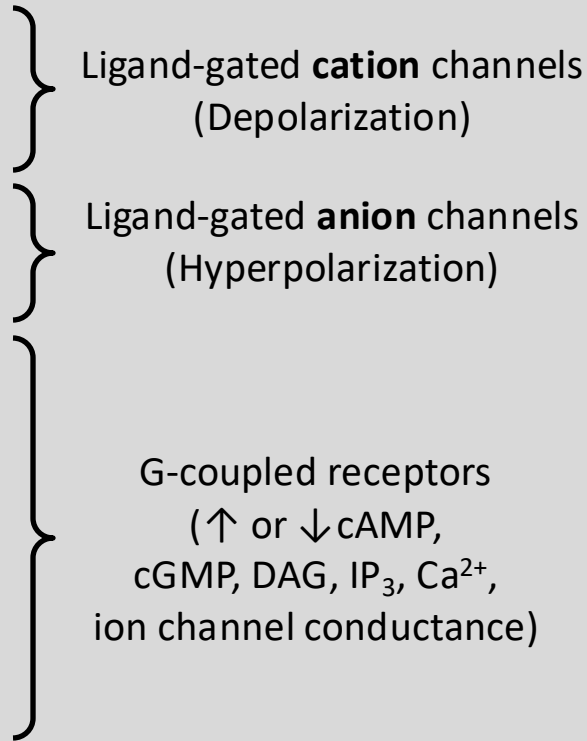 Ligand-gated cation channels
(Depolarization)
Ligand-gated anion channels
(Hyperpolarization)
G-coupled receptors
(↑ or ↓ cAMP,
cGMP, DAG, IP₃, Ca²⁺,
ion channel conductance)